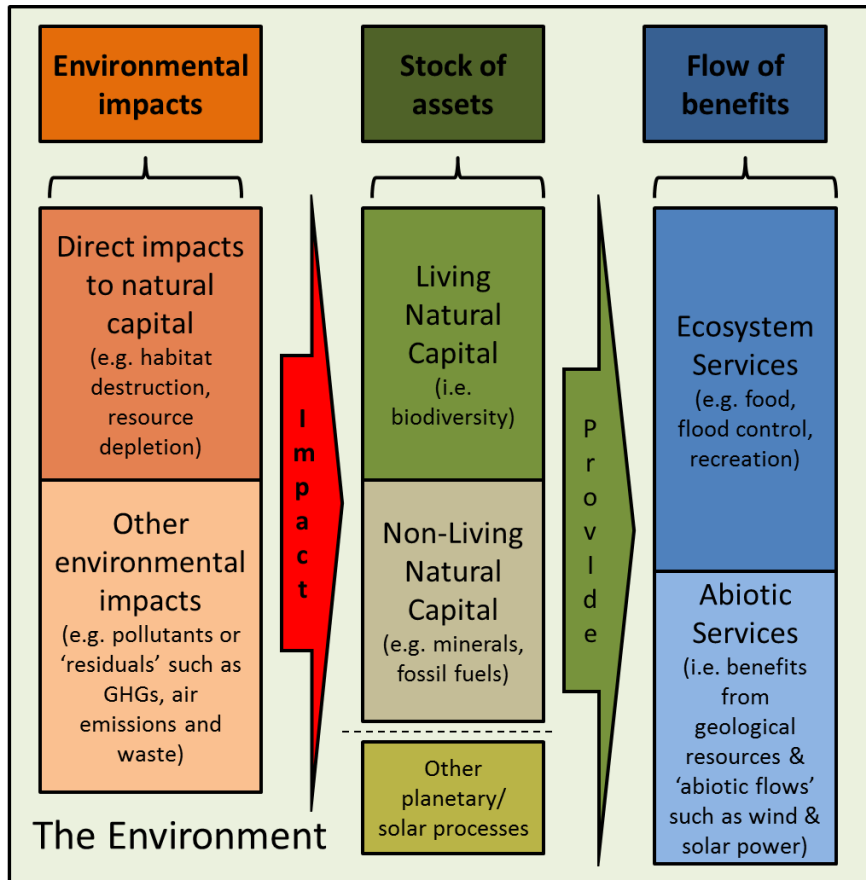 Environmental
impacts
Stock of
assets
Flow of
benefits
Direct impacts
to natural
capital
(e.g. habitat
destruction,
resource
depletion)
Other
environmental
impacts
(e.g. pollutants or
‘residuals’ such as
GHGs, air
emissions and
waste)
Impact
Living
Natural
Capital
(i.e.
biodiversity)
Non-Living
Natural
Capital
(e.g. minerals,
fossil fuels)
Other
planetary/
solar processes
ProvIde
Ecosystem
Services
(e.g. food,
flood control,
recreation)
Abiotic
Services
(i.e. benefits
from
geological
resources &
‘abiotic flows’
such as wind &
solar power)
The Environment